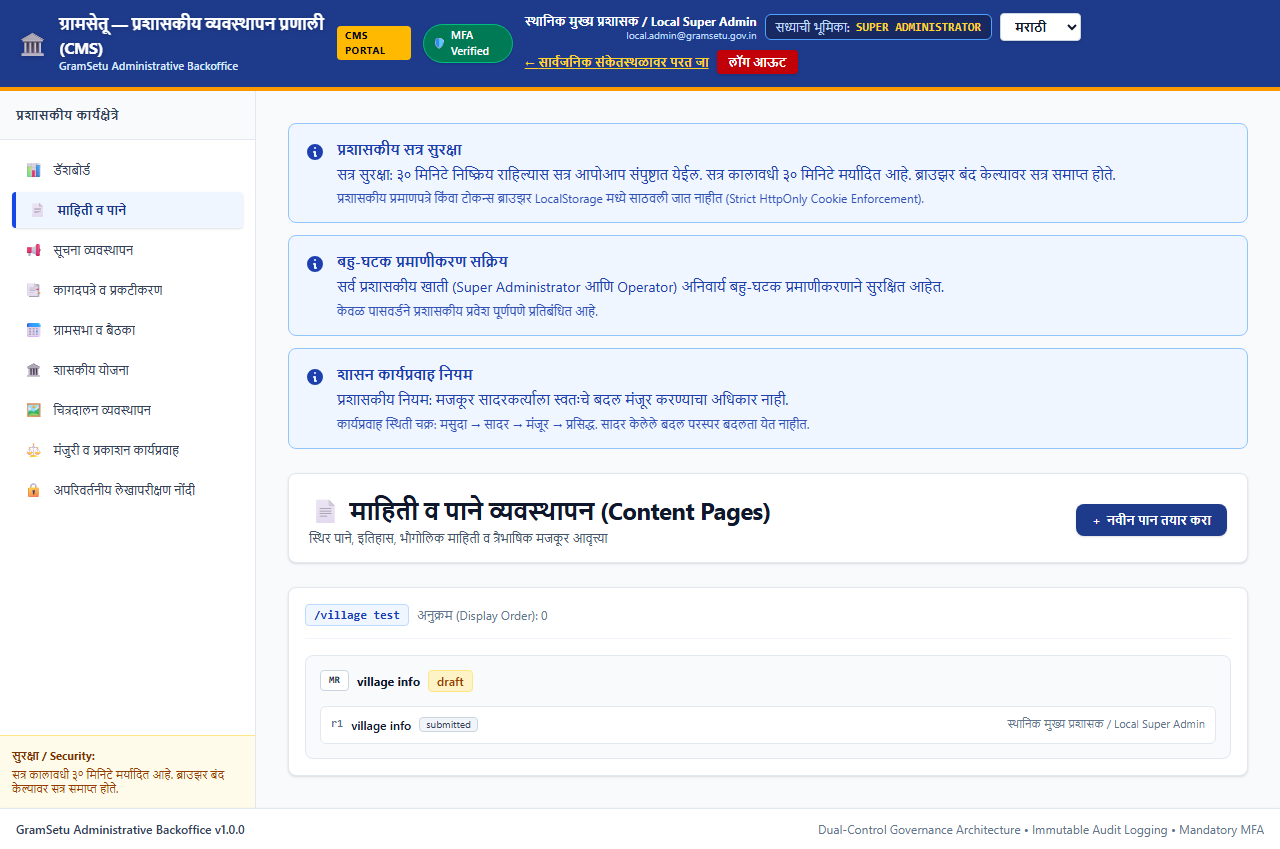 ग्रामसेतू — प्रशासकीय व्यवस्थापन प्रणाली (CMS)
GramSetu Administrative Backoffice
CMS PORTAL
MFA Verified
स्थानिक मुख्य प्रशासक / Local Super Admin
local.admin@gramsetu.gov.in
सध्याची भूमिका: SUPER ADMINISTRATOR
मराठी
← सार्वजनिक संकेतस्थळावर परत जा
लॉग आऊट
प्रशासकीय कार्यक्षेत्रे
डॅशबोर्ड
माहिती व पाने
सूचना व्यवस्थापन
कागदपत्रे व प्रकटीकरण
ग्रामसभा व बैठका
शासकीय योजना
चित्रदालन व्यवस्थापन
मंजुरी व प्रकाशन कार्यप्रवाह
अपरिवर्तनीय लेखापरीक्षण नोंदी
सुरक्षा / Security:
सत्र कालावधी ३० मिनिटे मर्यादित आहे. ब्राउझर बंद
केल्यावर सत्र समाप्त होते.
प्रशासकीय सत्र सुरक्षा
सत्र सुरक्षा: ३० मिनिटे निष्क्रिय राहिल्यास सत्र आपोआप संपुष्टात येईल. सत्र कालावधी ३० मिनिटे मर्यादित आहे. ब्राउझर बंद केल्यावर सत्र समाप्त होते.
प्रशासकीय प्रमाणपत्रे किंवा टोकन्स ब्राउझर LocalStorage मध्ये साठवली जात नाहीत (Strict HttpOnly Cookie Enforcement).
बहु-घटक प्रमाणीकरण सक्रिय
सर्व प्रशासकीय खाती (Super Administrator आणि Operator) अनिवार्य बहु-घटक प्रमाणीकरणाने सुरक्षित आहेत.
केवळ पासवर्डने प्रशासकीय प्रवेश पूर्णपणे प्रतिबंधित आहे.
शासन कार्यप्रवाह नियम
प्रशासकीय नियम: मजकूर सादरकर्त्याला स्वतःचे बदल मंजूर करण्याचा अधिकार नाही.
कार्यप्रवाह स्थिती चक्र: मसुदा → सादर → मंजूर → प्रसिद्ध. सादर केलेले बदल परस्पर बदलता येत नाहीत.
माहिती व पाने व्यवस्थापन (Content Pages)
स्थिर पाने, इतिहास, भौगोलिक माहिती व त्रैभाषिक मजकूर आवृत्त्या
+ नवीन पान तयार करा
/village test
अनुक्रम (Display Order): 0
MR village info draft
r1 village info submitted
स्थानिक मुख्य प्रशासक / Local Super Admin
GramSetu Administrative Backoffice v1.0.0
Dual-Control Governance Architecture • Immutable Audit Logging • Mandatory MFA